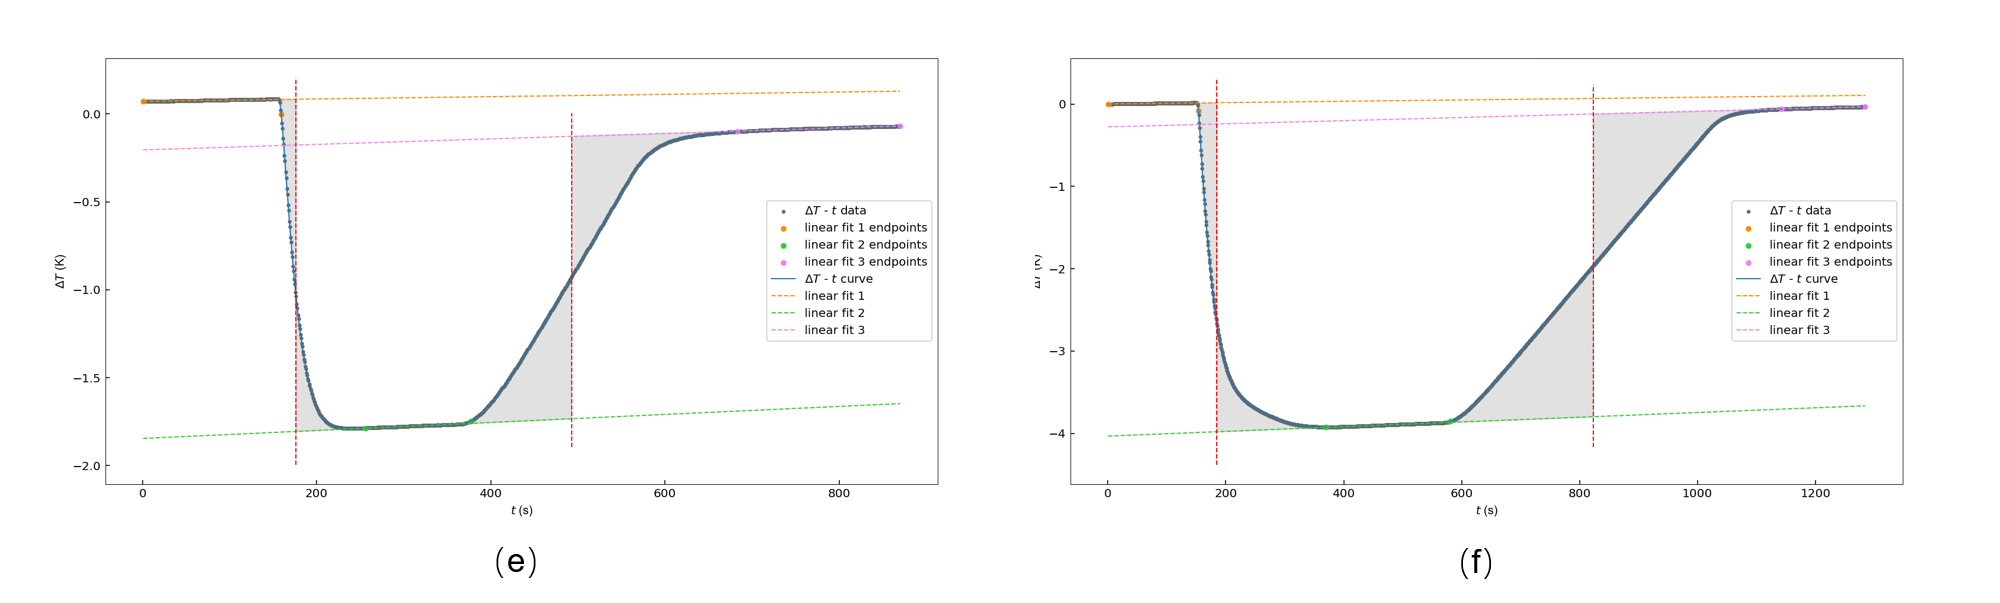 0.0
−0.5
−1.0
−1.5
−2.0
ΔT (K)
0
200
400
600
800
t (s)
ΔT - t data
linear fit 1 endpoints
linear fit 2 endpoints
linear fit 3 endpoints
ΔT - t curve
linear fit 1
linear fit 2
linear fit 3
(e)
0
−1
−2
−3
−4
ΔT (K)
0
200
400
600
800
1000
1200
t (s)
ΔT - t data
linear fit 1 endpoints
linear fit 2 endpoints
linear fit 3 endpoints
ΔT - t curve
linear fit 1
linear fit 2
linear fit 3
(f)